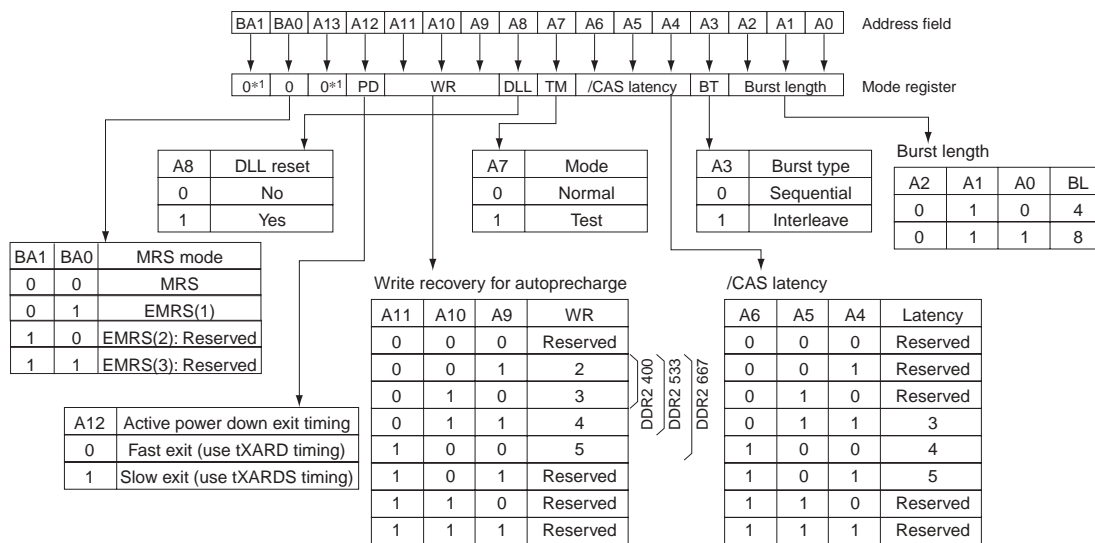 BA1 BA0 A13 A12 A11 A10 A9 A8 A7 A6 A5 A4 A3 A2 A1 A0 Address field
0*1 0 0*1 PD WR DLL TM /CAS latency BT Burst length Mode register
A8 DLL reset
0 No
1 Yes
A7 Mode
0 Normal
1 Test
A3 Burst type
0 Sequential
1 Interleave
Burst length
A2 A1 A0 BL
0 1 0 4
0 1 1 8
BA1 BA0 MRS mode
0 0 MRS
0 1 EMRS(1)
1 0 EMRS(2): Reserved
1 1 EMRS(3): Reserved
A12 Active power down exit timing
0 Fast exit (use tXARD timing)
1 Slow exit (use tXARDS timing)
Write recovery for autoprecharge
A11 A10 A9 WR
0 0 0 Reserved
0 0 1 2
0 1 0 3
0 1 1 4
1 0 0 5
1 0 1 Reserved
1 1 0 Reserved
1 1 1 Reserved
DDR2 400
DDR2 533
DDR2 667
/CAS latency
A6 A5 A4 Latency
0 0 0 Reserved
0 0 1 Reserved
0 1 0 Reserved
0 1 1 3
1 0 0 4
1 0 1 5
1 1 0 Reserved
1 1 1 Reserved